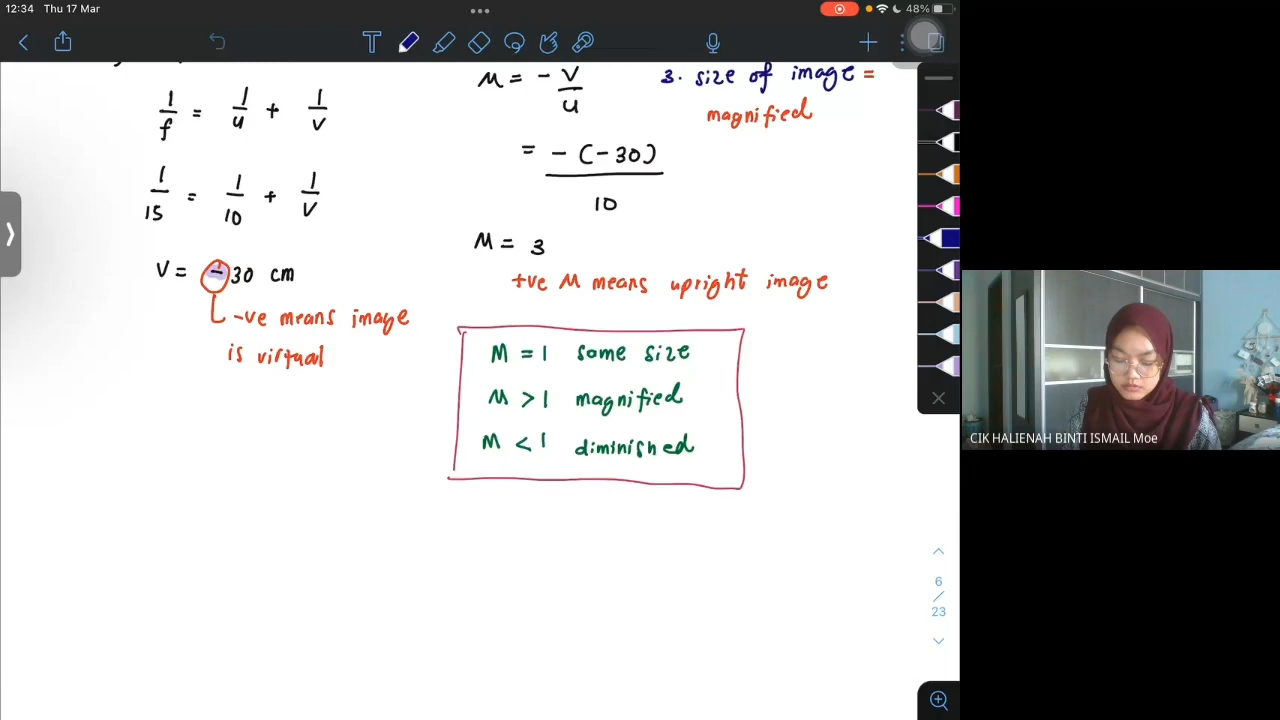 12:34 Thu 17 Mar
48%
1/f = 1/u + 1/v
1/15 = 1/10 + 1/V
V = -30 cm
-ve means image
is virtual
M = - V/u
= -(-30)/10
M = 3
+ve M means upright image
3. size of image =
magnified
M = 1 same size
M > 1 magnified
M < 1 diminished
T
6
/
23
CIK HALIENAH BINTI ISMAIL Moe